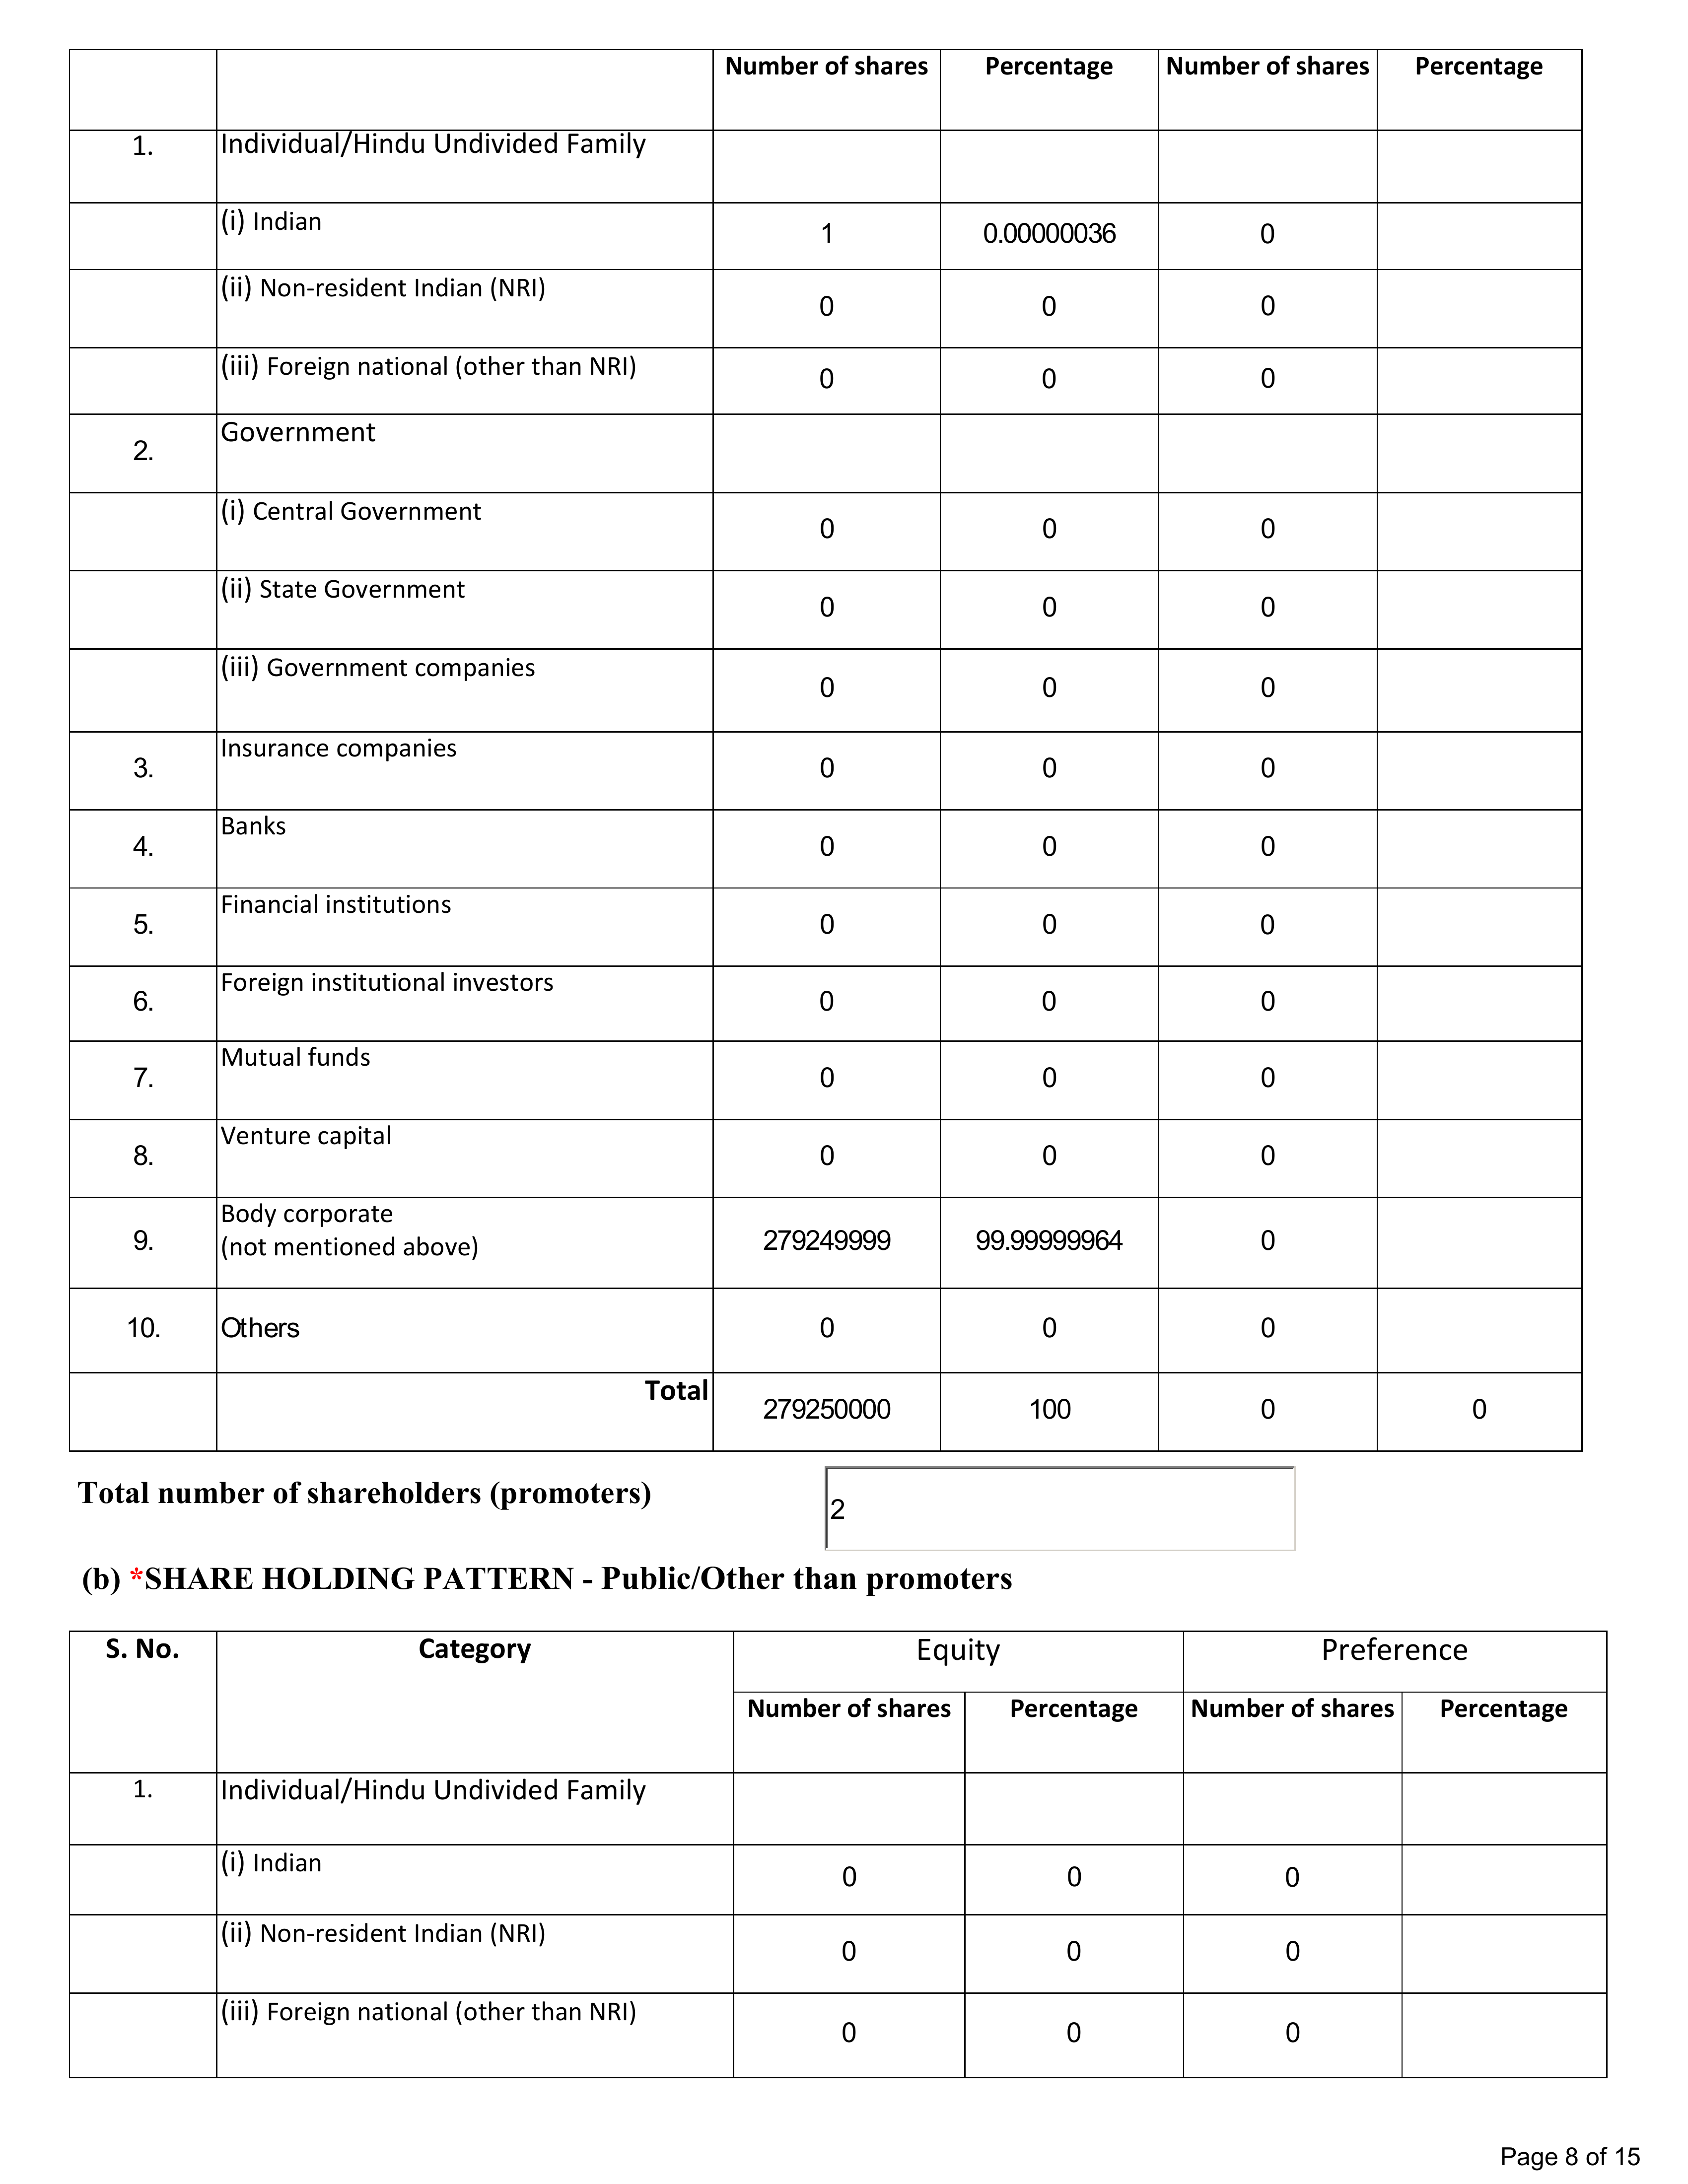 Number of shares Percentage Number of shares Percentage
1. Individual/Hindu Undivided Family
(i) Indian 1 0.00000036 0
(ii) Non-resident Indian (NRI) 0 0 0
(iii) Foreign national (other than NRI) 0 0 0
2. Government
(i) Central Government 0 0 0
(ii) State Government 0 0 0
(iii) Government companies 0 0 0
3. Insurance companies 0 0 0
4. Banks 0 0 0
5. Financial institutions 0 0 0
6. Foreign institutional investors 0 0 0
7. Mutual funds 0 0 0
8. Venture capital 0 0 0
9. Body corporate
(not mentioned above) 279249999 99.99999964 0
10. Others 0 0 0
Total 279250000 100 0 0
Total number of shareholders (promoters) 2
(b) *SHARE HOLDING PATTERN - Public/Other than promoters
S. No. Category Equity Preference
Number of shares Percentage Number of shares Percentage
1. Individual/Hindu Undivided Family
(i) Indian 0 0 0
(ii) Non-resident Indian (NRI) 0 0 0
(iii) Foreign national (other than NRI) 0 0 0
Page 8 of 15